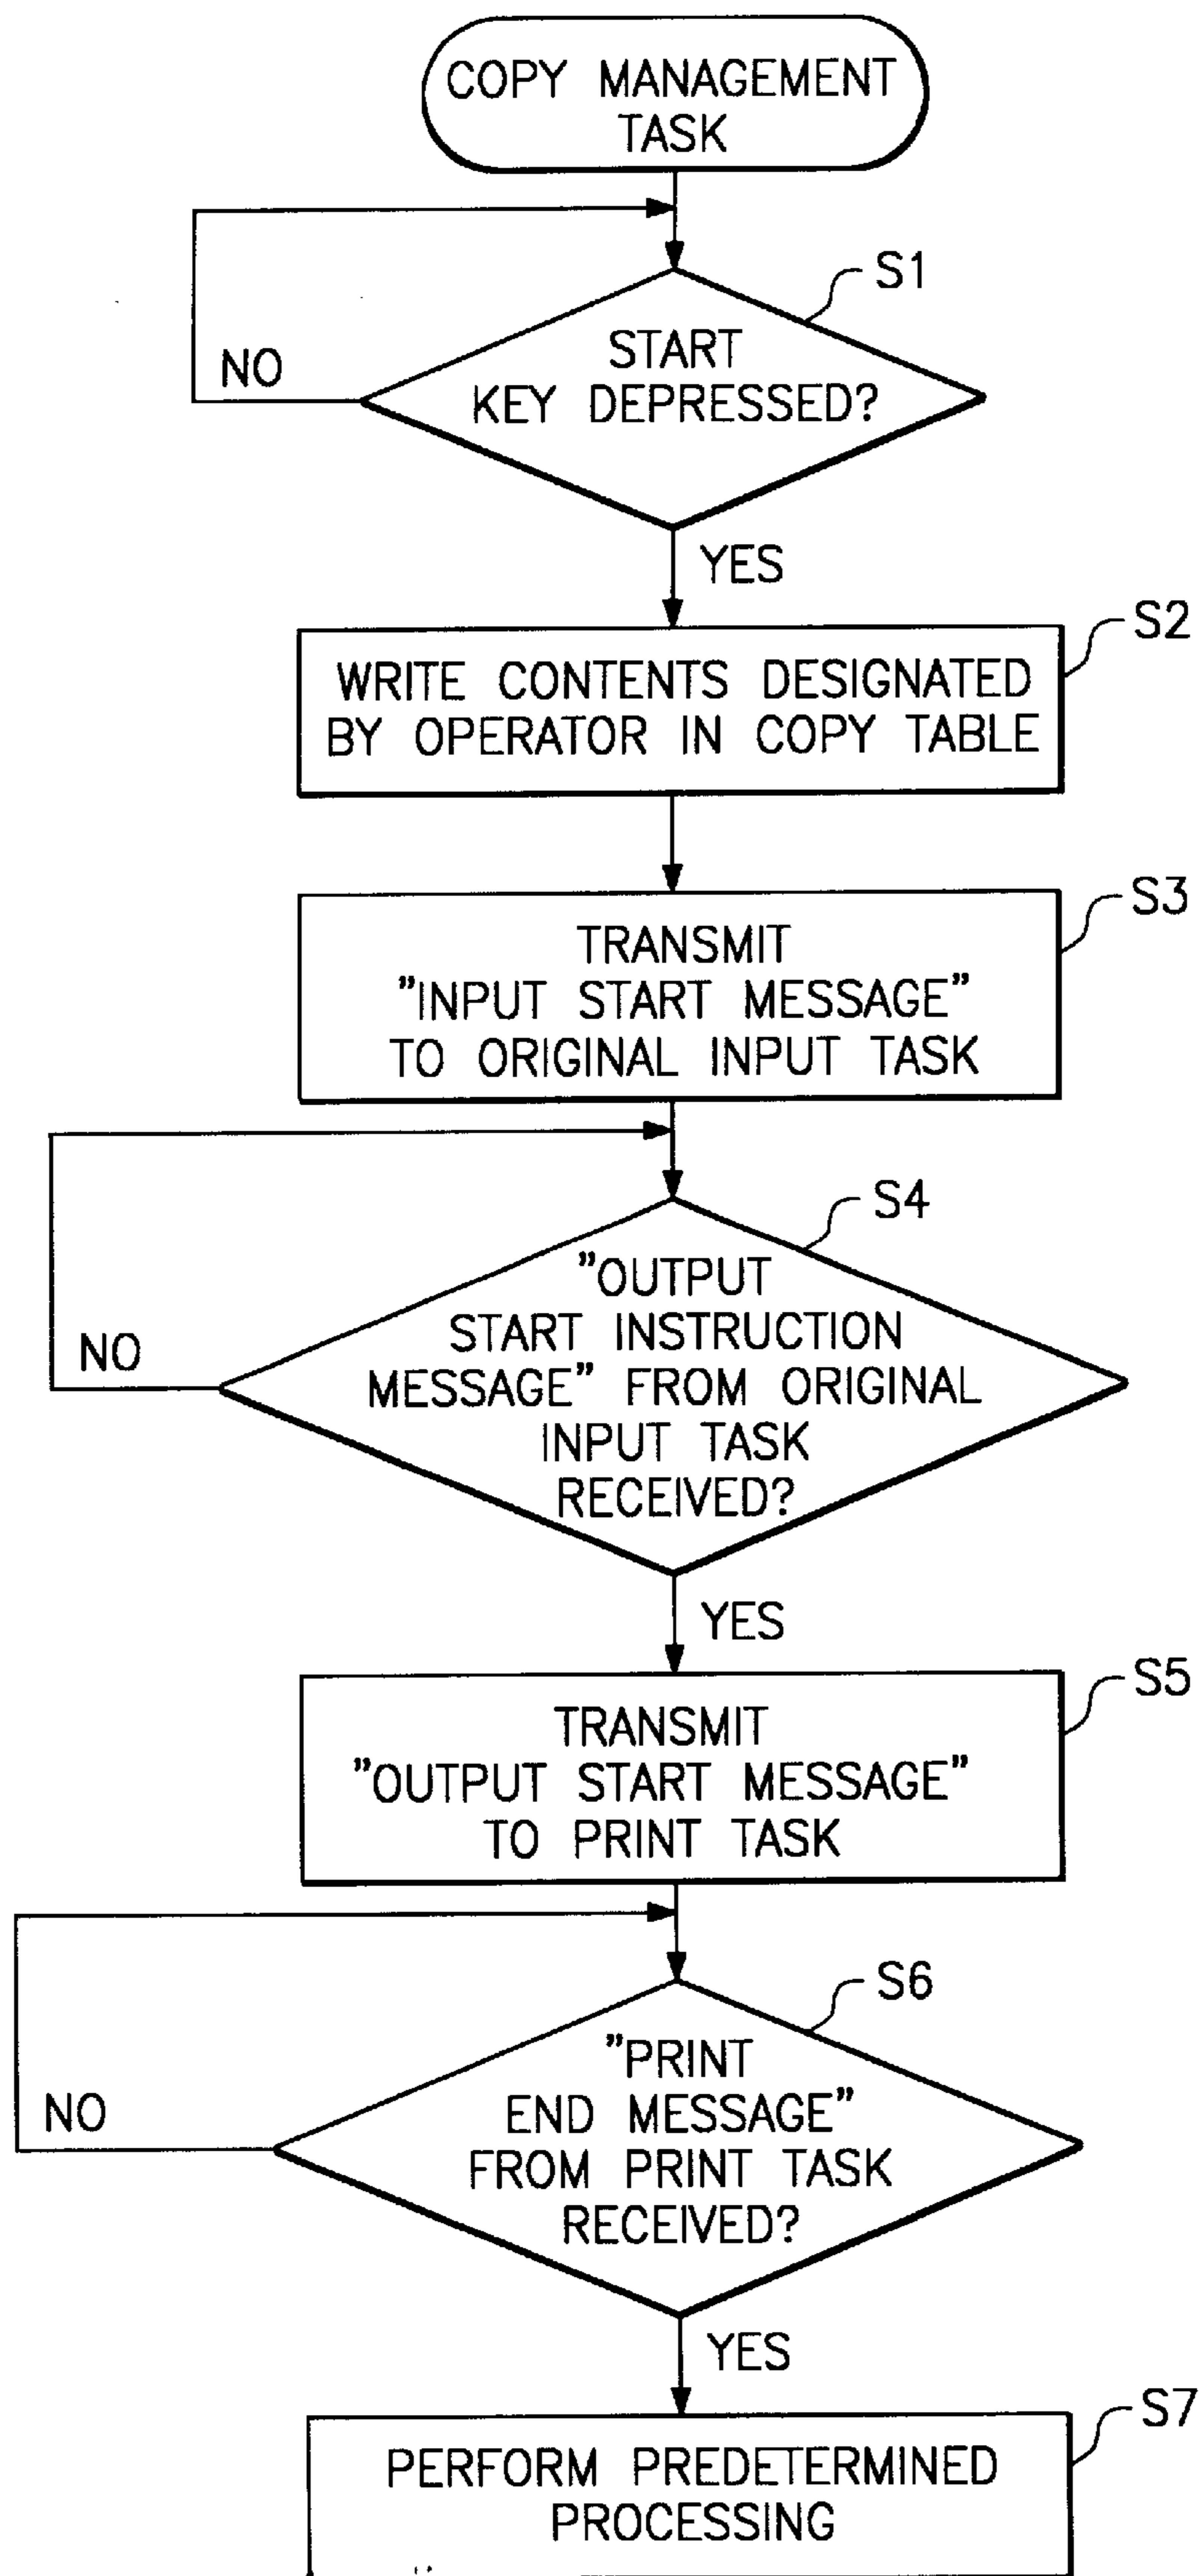 COPY MANAGEMENT
TASK
S1
START
KEY DEPRESSED?
NO
YES
S2
WRITE CONTENTS DESIGNATED
BY OPERATOR IN COPY TABLE
S3
TRANSMIT
"INPUT START MESSAGE"
TO ORIGINAL INPUT TASK
S4
"OUTPUT
START INSTRUCTION
MESSAGE" FROM ORIGINAL
INPUT TASK
RECEIVED?
NO
YES
S5
TRANSMIT
"OUTPUT START MESSAGE"
TO PRINT TASK
S6
"PRINT
END MESSAGE"
FROM PRINT TASK
RECEIVED?
NO
YES
S7
PERFORM PREDETERMINED
PROCESSING